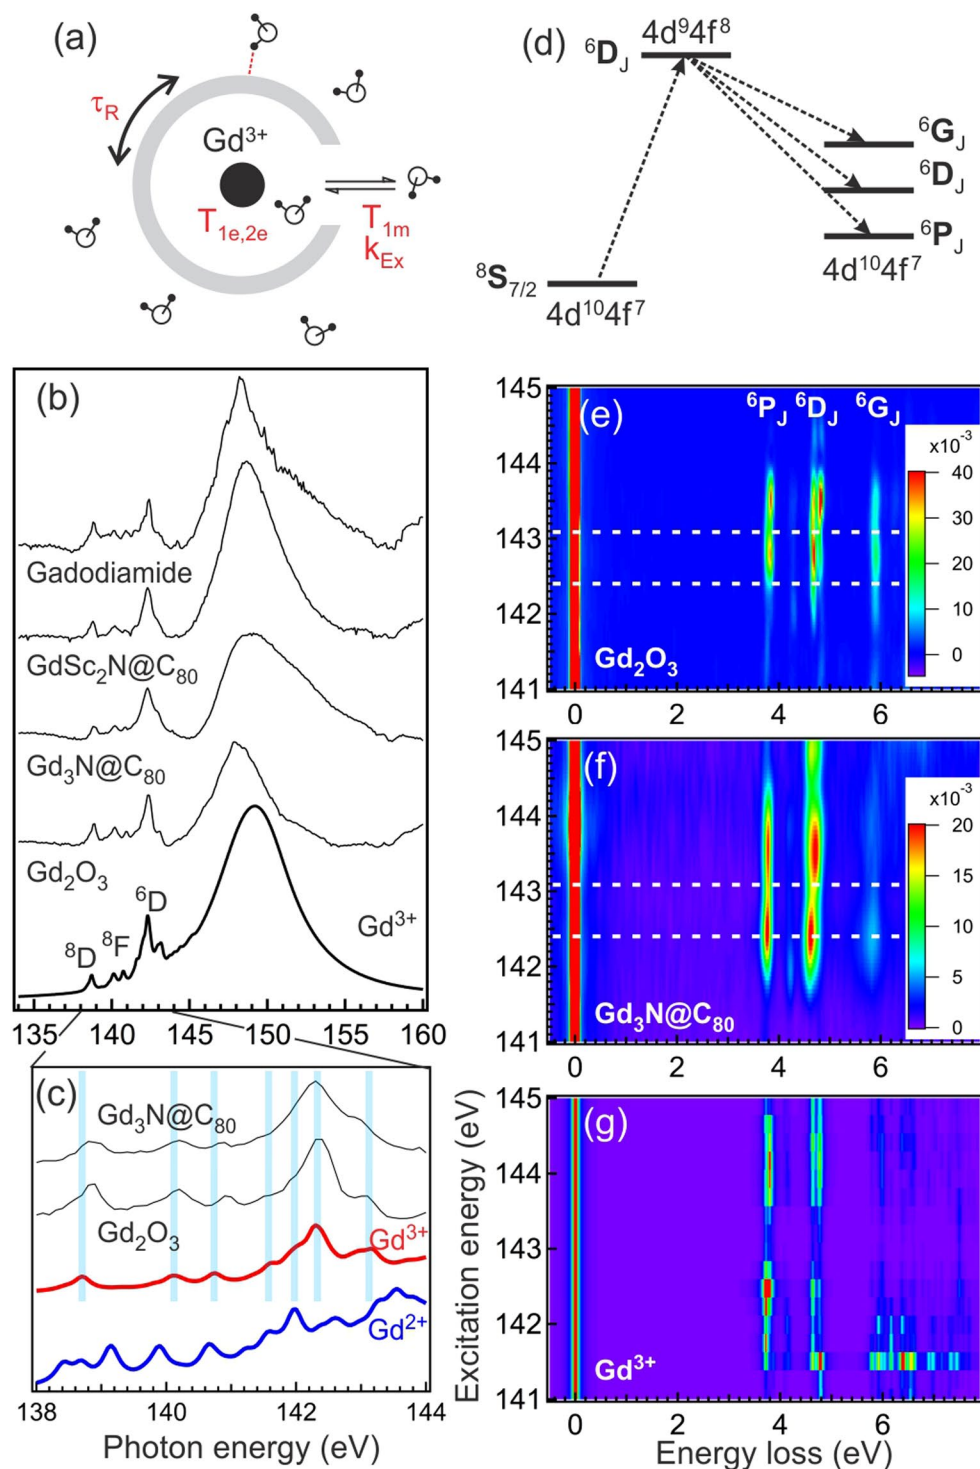 (a)
τR
Gd3+
T1e,2e
T1m
kEx
(d)
6DJ
4d94f8
6GJ
6DJ
6PJ
4d104f7
8S7/2
4d104f7
(b)
Gadodiamide
GdSc2N@C80
Gd3N@C80
Gd2O3
8D
8F
6D
Gd3+
135 140 145 150 155 160
(c)
Gd3N@C80
Gd2O3
Gd3+
Gd2+
138 140 142 144
Photon energy (eV)
145
144
143
142
141
(e)
6PJ 6DJ 6GJ
x10-3
40
30
20
10
0
Gd2O3
0 2 4 6
145
144
143
142
141
(f)
x10-3
20
15
10
5
0
Gd3N@C80
0 2 4 6
Excitation energy (eV)
145
144
143
142
141
(g)
Gd3+
0 2 4 6
Energy loss (eV)